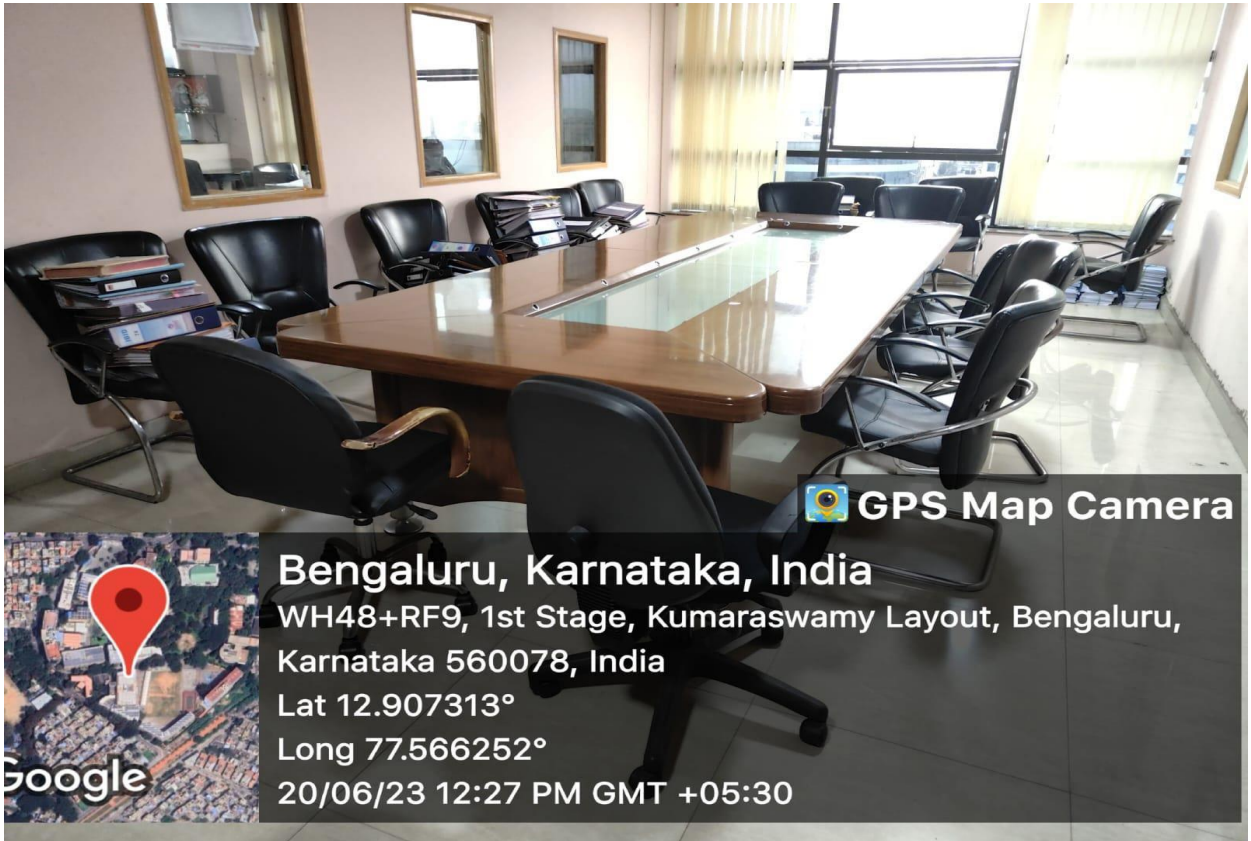 GPS Map Camera
Bengaluru, Karnataka, India
WH48+RF9, 1st Stage, Kumaraswamy Layout, Bengaluru,
Karnataka 560078, India
Lat 12.907313°
Long 77.566252°
20/06/23 12:27 PM GMT +05:30
Google